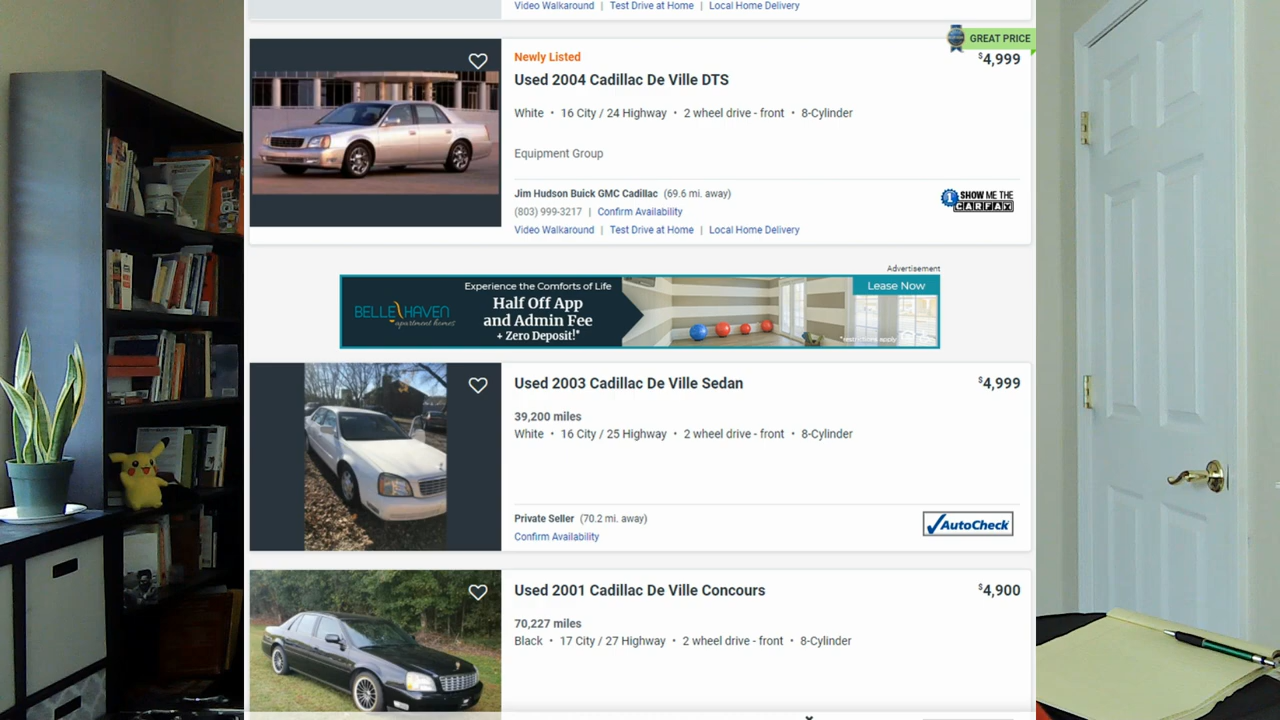 Video Walkaround | Test Drive at Home | Local Home Delivery
GREAT PRICE
Newly Listed
$4,999
Used 2004 Cadillac De Ville DTS
White • 16 City / 24 Highway • 2 wheel drive - front • 8-Cylinder
Equipment Group
Jim Hudson Buick GMC Cadillac (69.6 mi. away)
(803) 999-3217 | Confirm Availability
Video Walkaround | Test Drive at Home | Local Home Delivery
1 SHOW ME THE
CARFAX
Advertisement
BELLE HAVEN
apartment homes
Experience the Comforts of Life
Half Off App
and Admin Fee
+ Zero Deposit!*
Lease Now
*restrictions apply
Used 2003 Cadillac De Ville Sedan
$4,999
39,200 miles
White • 16 City / 25 Highway • 2 wheel drive - front • 8-Cylinder
Private Seller (70.2 mi. away)
Confirm Availability
AutoCheck
Used 2001 Cadillac De Ville Concours
$4,900
70,227 miles
Black • 17 City / 27 Highway • 2 wheel drive - front • 8-Cylinder